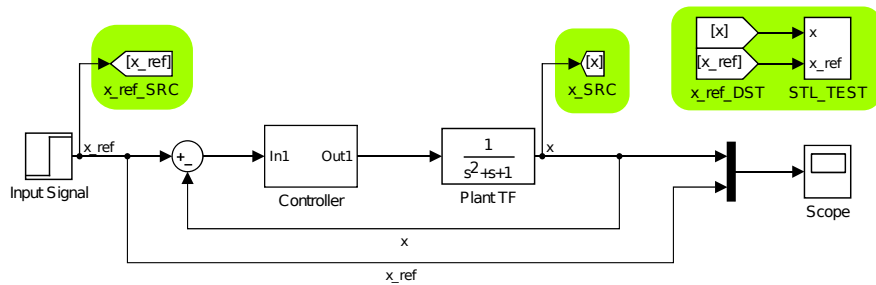 [x_ref]
x_ref_SRC
[x]
x_SRC
[x]
[x_ref]
x_ref_DST
x
x_ref
STL_TEST
x_ref
Input Signal
+
-
In1
Out1
Controller
1
s²+s+1
Plant TF
x
Scope
x
x_ref